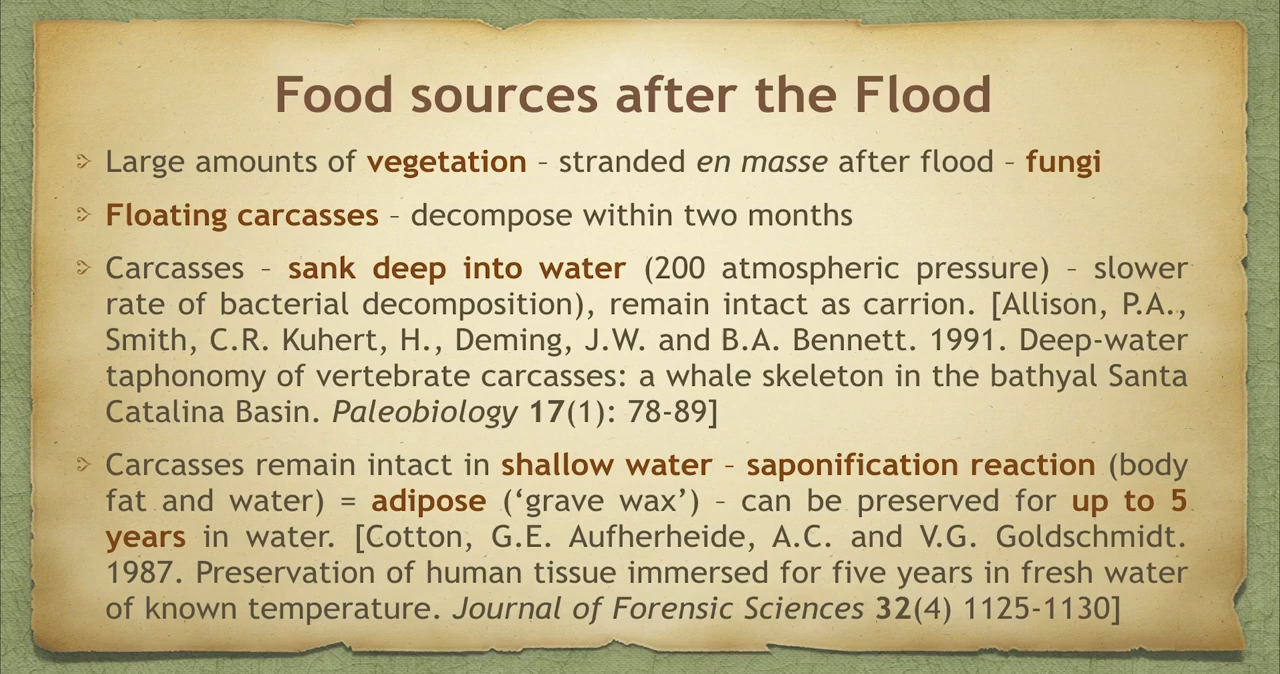 Food sources after the Flood
Large amounts of vegetation – stranded en masse after flood – fungi
Floating carcasses – decompose within two months
Carcasses – sank deep into water (200 atmospheric pressure) – slower
rate of bacterial decomposition), remain intact as carrion. [Allison, P.A.,
Smith, C.R. Kuhert, H., Deming, J.W. and B.A. Bennett. 1991. Deep-water
taphonomy of vertebrate carcasses: a whale skeleton in the bathyal Santa
Catalina Basin. Paleobiology 17(1): 78-89]
Carcasses remain intact in shallow water – saponification reaction (body
fat and water) = adipose (‘grave wax’) – can be preserved for up to 5
years in water. [Cotton, G.E. Aufherheide, A.C. and V.G. Goldschmidt.
1987. Preservation of human tissue immersed for five years in fresh water
of known temperature. Journal of Forensic Sciences 32(4) 1125-1130]